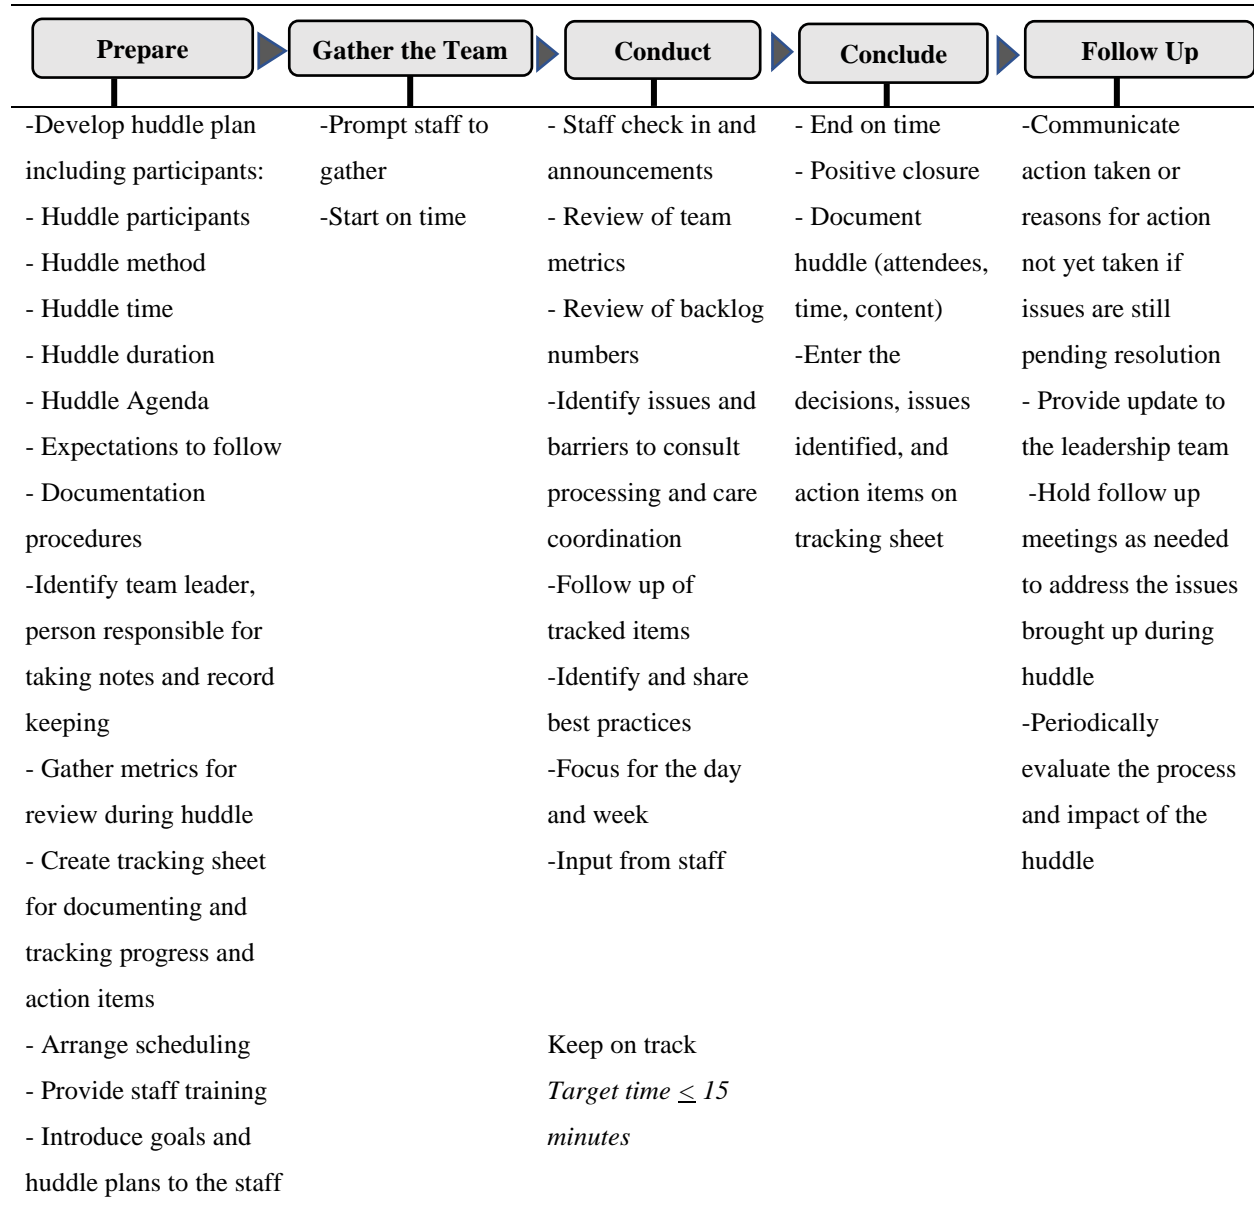 Prepare
Gather the Team
Conduct
Conclude
Follow Up
-Develop huddle plan
including participants:
- Huddle participants
- Huddle method
- Huddle time
- Huddle duration
- Huddle Agenda
- Expectations to follow
- Documentation
procedures
-Identify team leader,
person responsible for
taking notes and record
keeping
- Gather metrics for
review during huddle
- Create tracking sheet
for documenting and
tracking progress and
action items
- Arrange scheduling
- Provide staff training
- Introduce goals and
huddle plans to the staff
-Prompt staff to
gather
-Start on time
- Staff check in and
announcements
- Review of team
metrics
- Review of backlog
numbers
-Identify issues and
barriers to consult
processing and care
coordination
-Follow up of
tracked items
-Identify and share
best practices
-Focus for the day
and week
-Input from staff
Keep on track
Target time ≤ 15
minutes
- End on time
- Positive closure
- Document
huddle (attendees,
time, content)
-Enter the
decisions, issues
identified, and
action items on
tracking sheet
-Communicate
action taken or
reasons for action
not yet taken if
issues are still
pending resolution
- Provide update to
the leadership team
-Hold follow up
meetings as needed
to address the issues
brought up during
huddle
-Periodically
evaluate the process
and impact of the
huddle